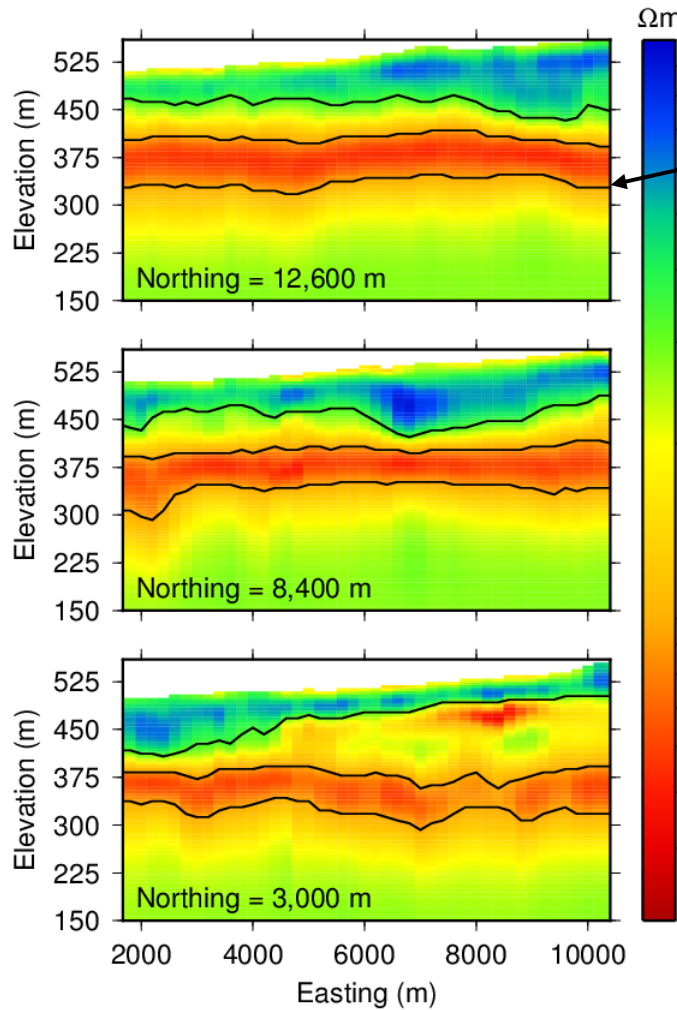 Ωm
525
450
375
300
225
150
Elevation (m)
Northing = 12,600 m
525
450
375
300
225
150
Elevation (m)
Northing = 8,400 m
525
450
375
300
225
150
Elevation (m)
Northing = 3,000 m
2000 4000 6000 8000 10000
Easting (m)